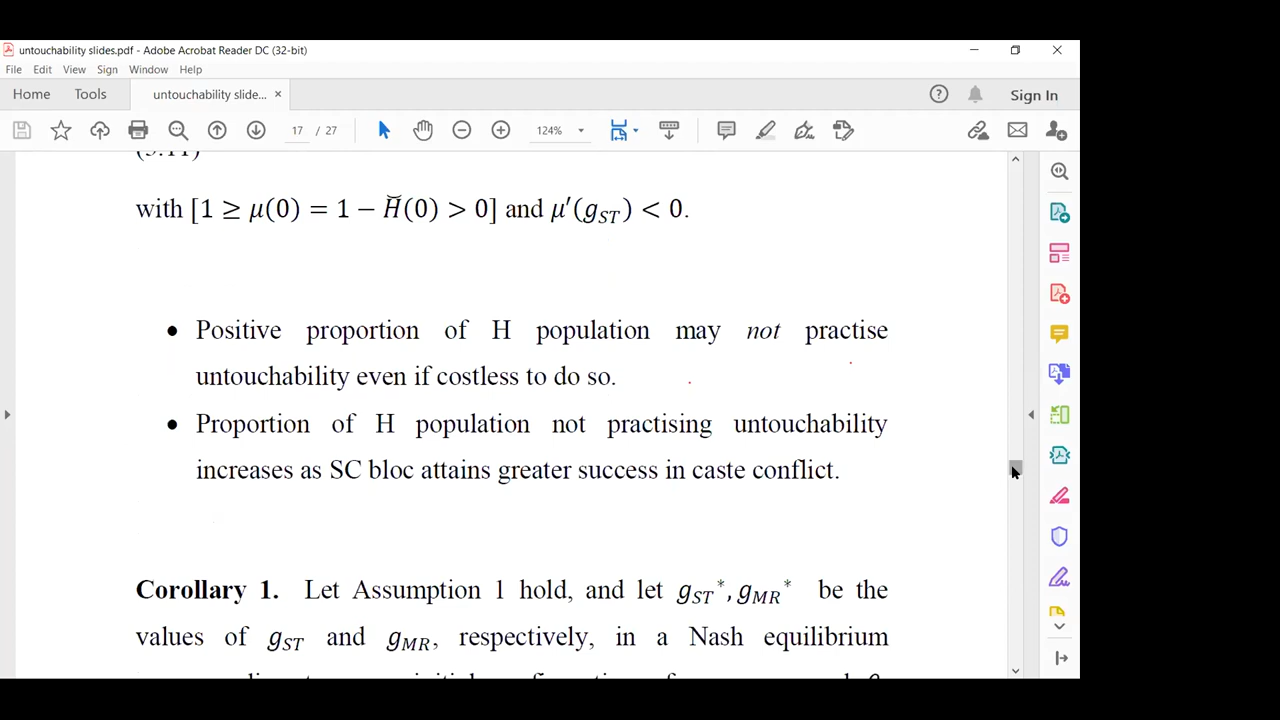 untouchability slides.pdf - Adobe Acrobat Reader DC (32-bit)
File Edit View Sign Window Help
Home Tools untouchability slide... × Sign In
17 / 27 124%
with [1 ≥ μ(0) = 1 − H̆(0) > 0] and μ′(g_ST) < 0.
• Positive proportion of H population may not practise
untouchability even if costless to do so.
• Proportion of H population not practising untouchability
increases as SC bloc attains greater success in caste conflict.
Corollary 1. Let Assumption 1 hold, and let g_ST*, g_MR* be the
values of g_ST and g_MR, respectively, in a Nash equilibrium